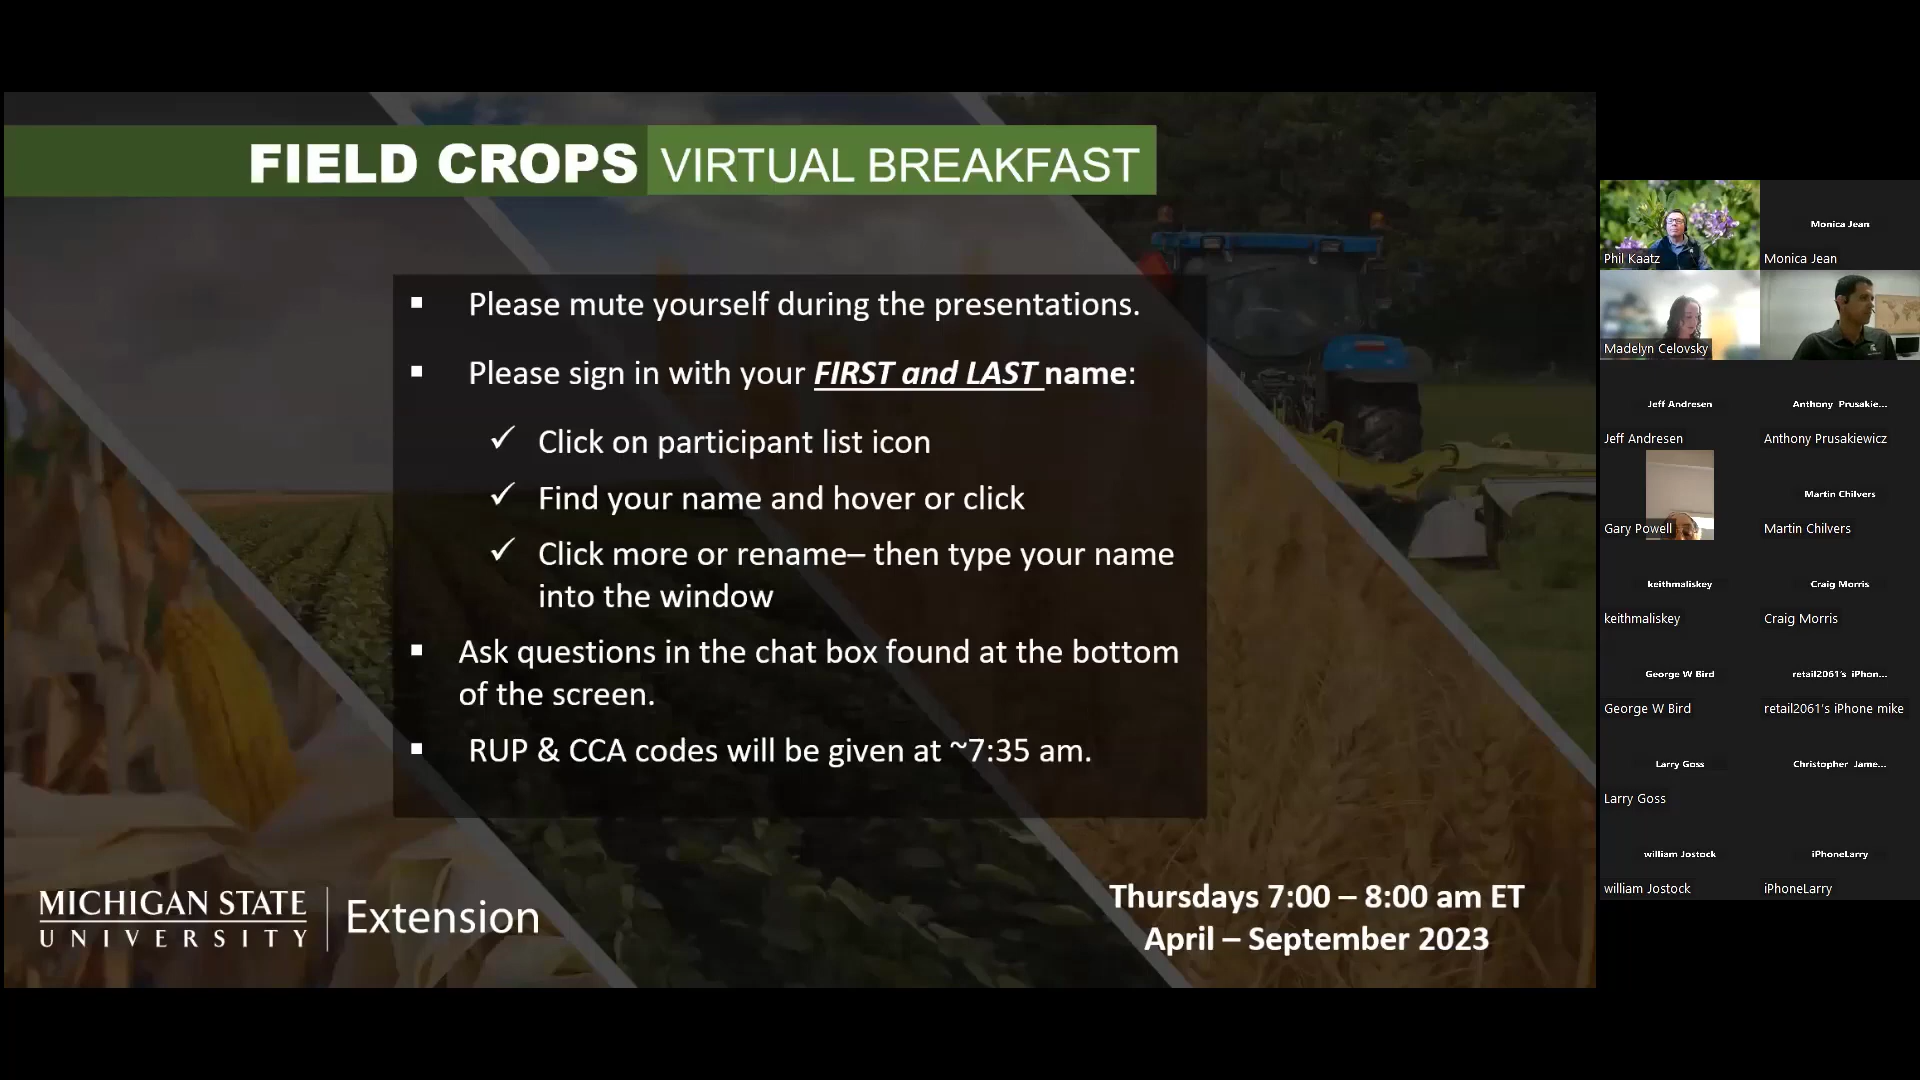 FIELD CROPS VIRTUAL BREAKFAST
▪ Please mute yourself during the presentations.
▪ Please sign in with your FIRST and LAST name:
✓ Click on participant list icon
✓ Find your name and hover or click
✓ Click more or rename– then type your name
into the window
▪ Ask questions in the chat box found at the bottom
of the screen.
▪ RUP & CCA codes will be given at ~7:35 am.
MICHIGAN STATE
UNIVERSITY
Extension
Thursdays 7:00 – 8:00 am ET
April – September 2023
Phil Kaatz
Monica Jean
Monica Jean
Madelyn Celovsky
Jeff Andresen
Jeff Andresen
Anthony Prusakie...
Anthony Prusakiewicz
Gary Powell
Martin Chilvers
Martin Chilvers
keithmaliskey
keithmaliskey
Craig Morris
Craig Morris
George W Bird
George W Bird
retail2061's iPhon...
retail2061's iPhone mike
Larry Goss
Larry Goss
Christopher Jame...
william Jostock
william Jostock
iPhoneLarry
iPhoneLarry